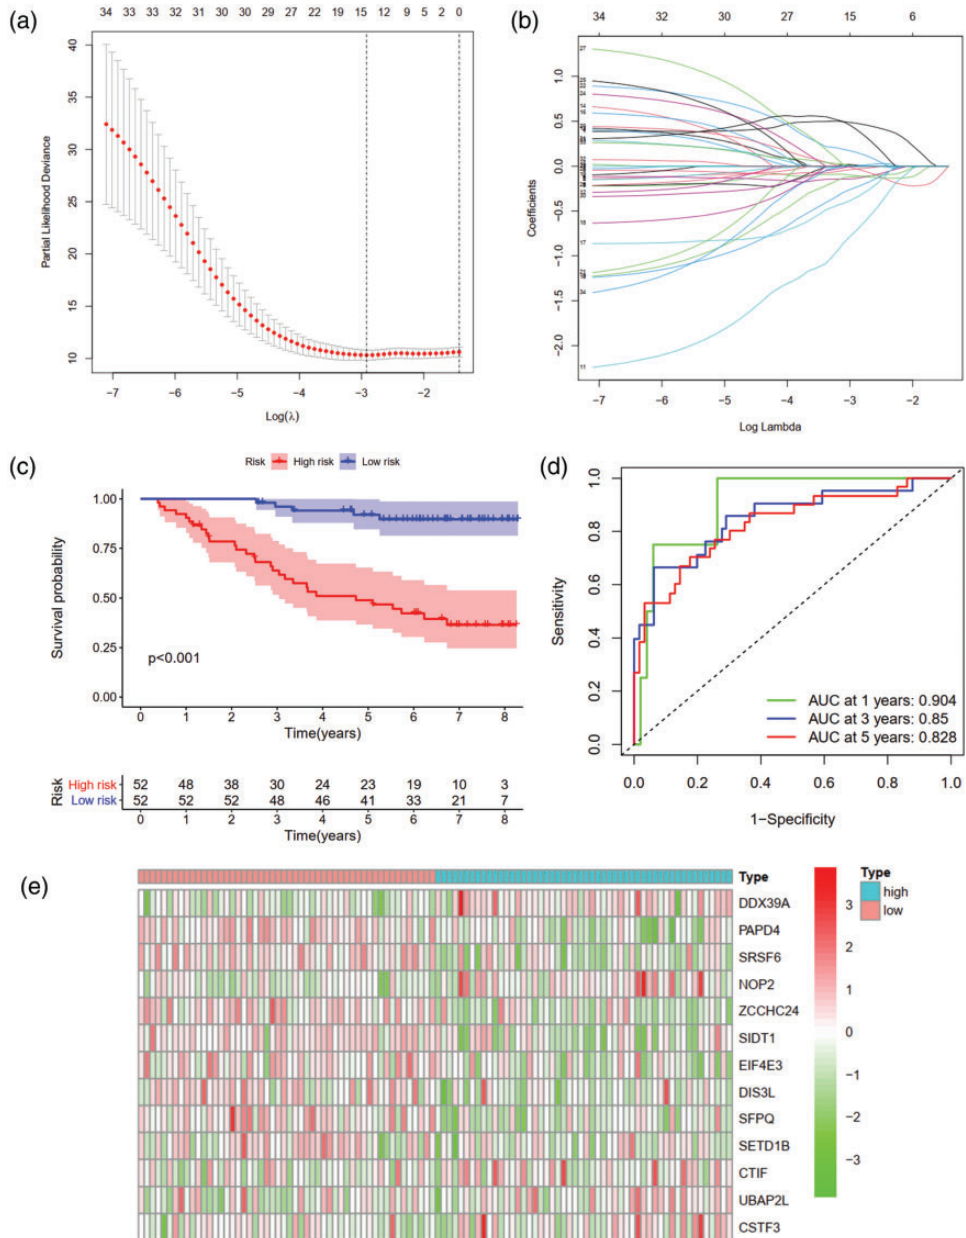 (a)
34 33 33 33 32 31 30 30 29 27 22 19 15 12 9 5 2 0
Partial Likelihood Deviance
40
35
30
25
20
15
10
−7 −6 −5 −4 −3 −2
Log(λ)
(b)
34 32 30 27 15 6
Coefficients
1.0
0.5
0.0
−0.5
−1.0
−1.5
−2.0
27
24
14
16
18
17
34
11
−7 −6 −5 −4 −3 −2 −1
Log Lambda
(c)
Risk High risk Low risk
Survival probability
1.00
0.75
0.50
0.25
0.00
p<0.001
0 1 2 3 4 5 6 7 8
Time(years)
Risk
High risk 52 48 38 30 24 23 19 10 3
Low risk 52 52 52 48 46 41 33 21 7
0 1 2 3 4 5 6 7 8
Time(years)
(d)
Sensitivity
1.0
0.8
0.6
0.4
0.2
0.0
AUC at 1 years: 0.904
AUC at 3 years: 0.85
AUC at 5 years: 0.828
0.0 0.2 0.4 0.6 0.8 1.0
1−Specificity
(e)
Type
DDX39A
PAPD4
SRSF6
NOP2
ZCCHC24
SIDT1
EIF4E3
DIS3L
SFPQ
SETD1B
CTIF
UBAP2L
CSTF3
3
2
1
0
−1
−2
−3
Type
high
low